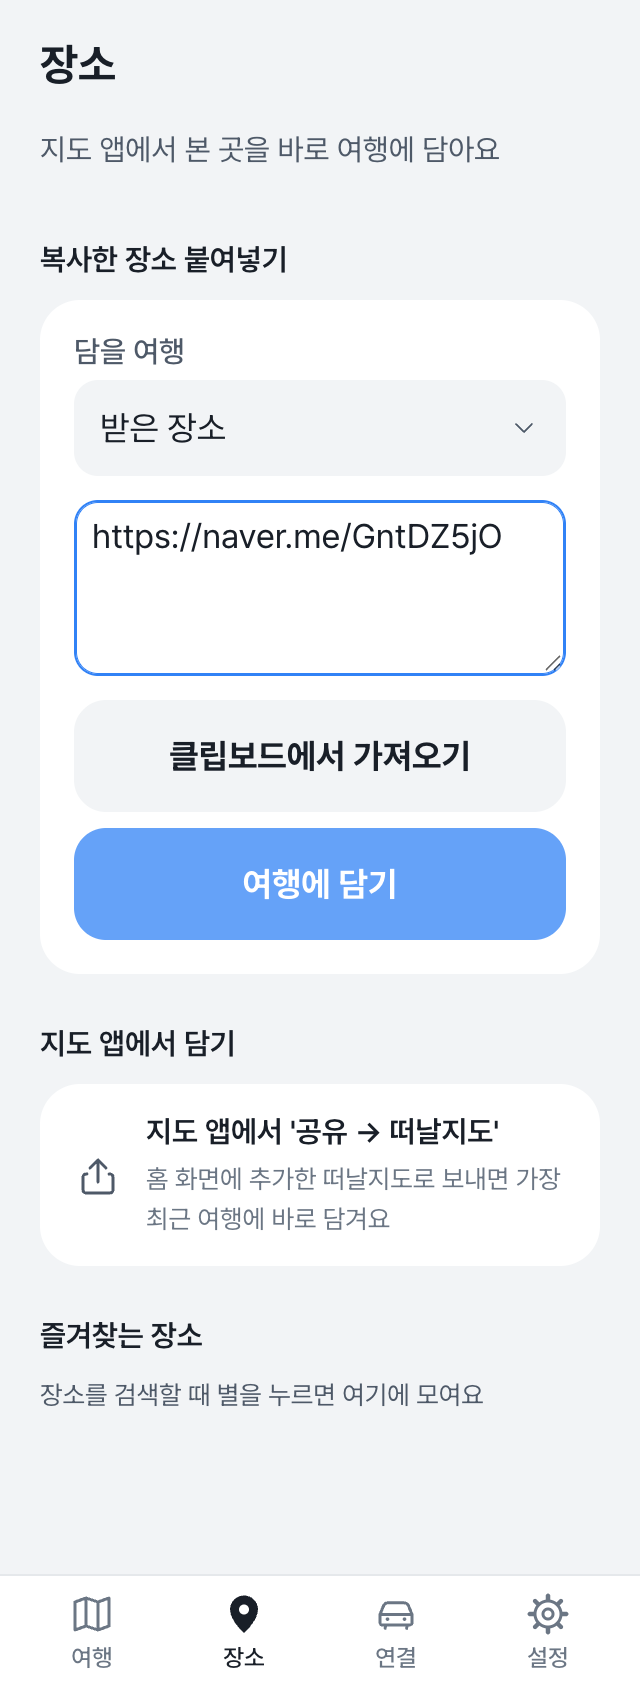 장소
지도 앱에서 본 곳을 바로 여행에 담아요
복사한 장소 붙여넣기
담을 여행
받은 장소
https://naver.me/GntDZ5jO
클립보드에서 가져오기
여행에 담기
지도 앱에서 담기
지도 앱에서 '공유 → 떠날지도'
홈 화면에 추가한 떠날지도로 보내면 가장
최근 여행에 바로 담겨요
즐겨찾는 장소
장소를 검색할 때 별을 누르면 여기에 모여요
여행 장소 연결 설정